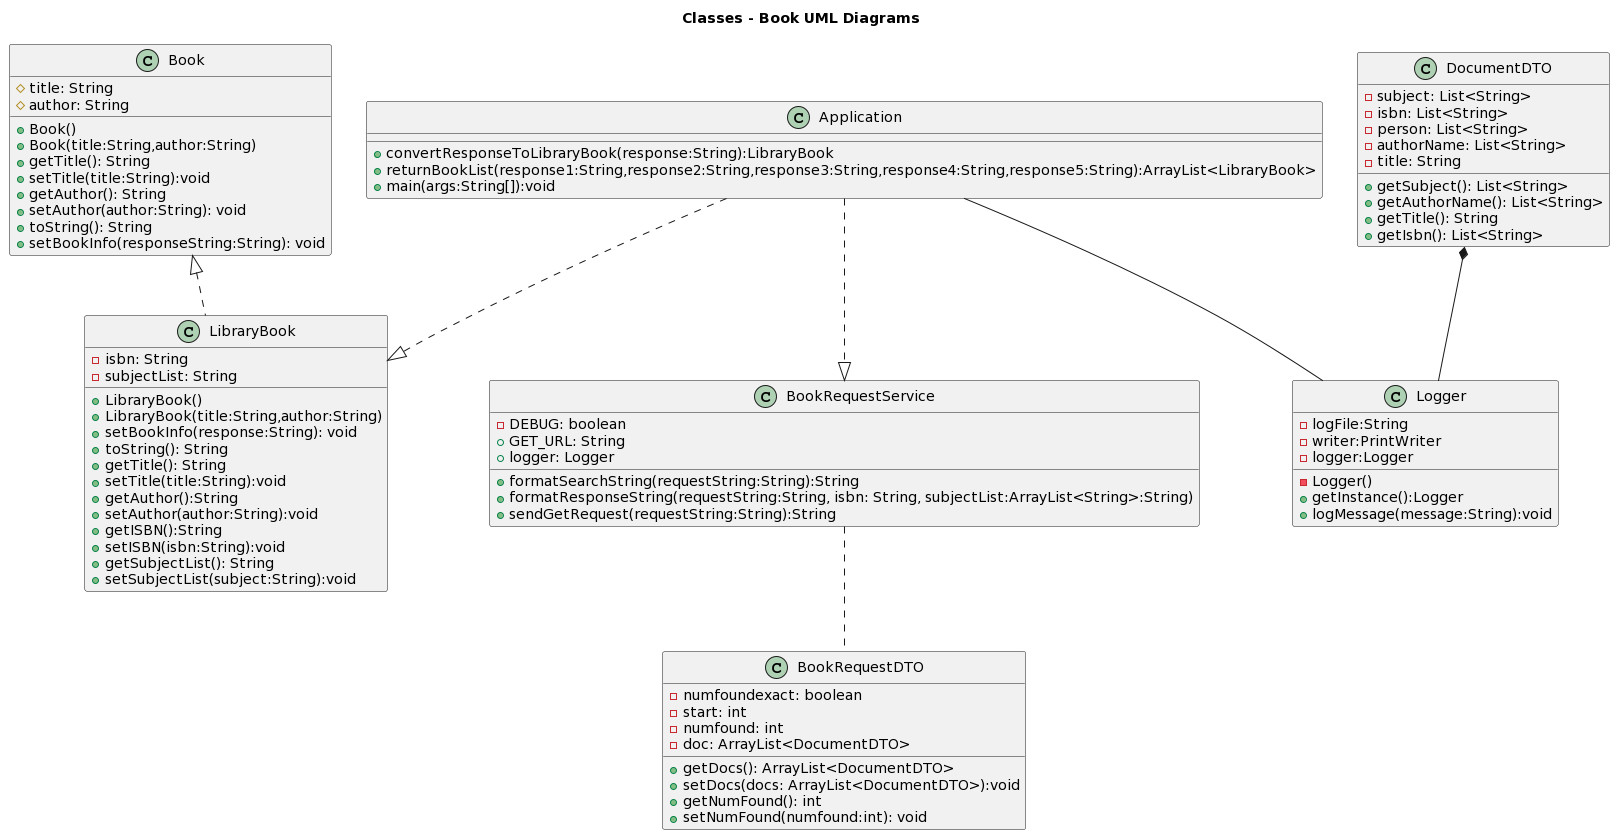 Classes - Book UML Diagrams
C Book
title: String
author: String
Book()
Book(title:String,author:String)
getTitle(): String
setTitle(title:String):void
getAuthor(): String
setAuthor(author:String): void
toString(): String
setBookInfo(responseString:String): void
C Application
convertResponseToLibraryBook(response:String):LibraryBook
returnBookList(response1:String,response2:String,response3:String,response4:String,response5:String):ArrayList<LibraryBook>
main(args:String[]):void
C DocumentDTO
subject: List<String>
isbn: List<String>
person: List<String>
authorName: List<String>
title: String
getSubject(): List<String>
getAuthorName(): List<String>
getTitle(): String
getIsbn(): List<String>
C LibraryBook
isbn: String
subjectList: String
LibraryBook()
LibraryBook(title:String,author:String)
setBookInfo(response:String): void
toString(): String
getTitle(): String
setTitle(title:String):void
getAuthor():String
setAuthor(author:String):void
getISBN():String
setISBN(isbn:String):void
getSubjectList(): String
setSubjectList(subject:String):void
C BookRequestService
DEBUG: boolean
GET_URL: String
logger: Logger
formatSearchString(requestString:String):String
formatResponseString(requestString:String, isbn: String, subjectList:ArrayList<String>:String)
sendGetRequest(requestString:String):String
C Logger
logFile:String
writer:PrintWriter
logger:Logger
Logger()
getInstance():Logger
logMessage(message:String):void
C BookRequestDTO
numfoundexact: boolean
start: int
numfound: int
doc: ArrayList<DocumentDTO>
getDocs(): ArrayList<DocumentDTO>
setDocs(docs: ArrayList<DocumentDTO>):void
getNumFound(): int
setNumFound(numfound:int): void